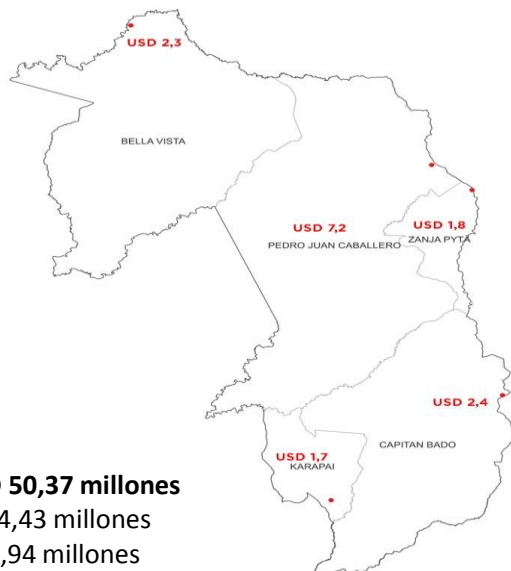 USD 2,3
BELLA VISTA
USD 7,2
PEDRO JUAN CABALLERO
USD 1,8
ZANJA PYTÃ
USD 2,4
CAPITAN BADO
USD 1,7
KARAPAI
50,37 millones
4,43 millones
,94 millones